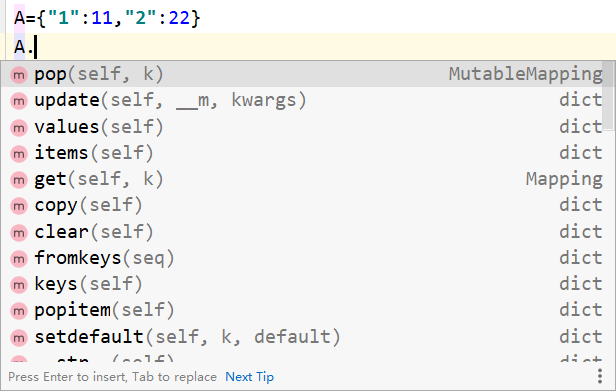 A={"1":11,"2":22}
A.
m pop(self, k) MutableMapping
m update(self, __m, kwargs) dict
m values(self) dict
m items(self) dict
m get(self, k) Mapping
m copy(self) dict
m clear(self) dict
m fromkeys(seq) dict
m keys(self) dict
m popitem(self) dict
m setdefault(self, k, default) dict
Press Enter to insert, Tab to replace Next Tip